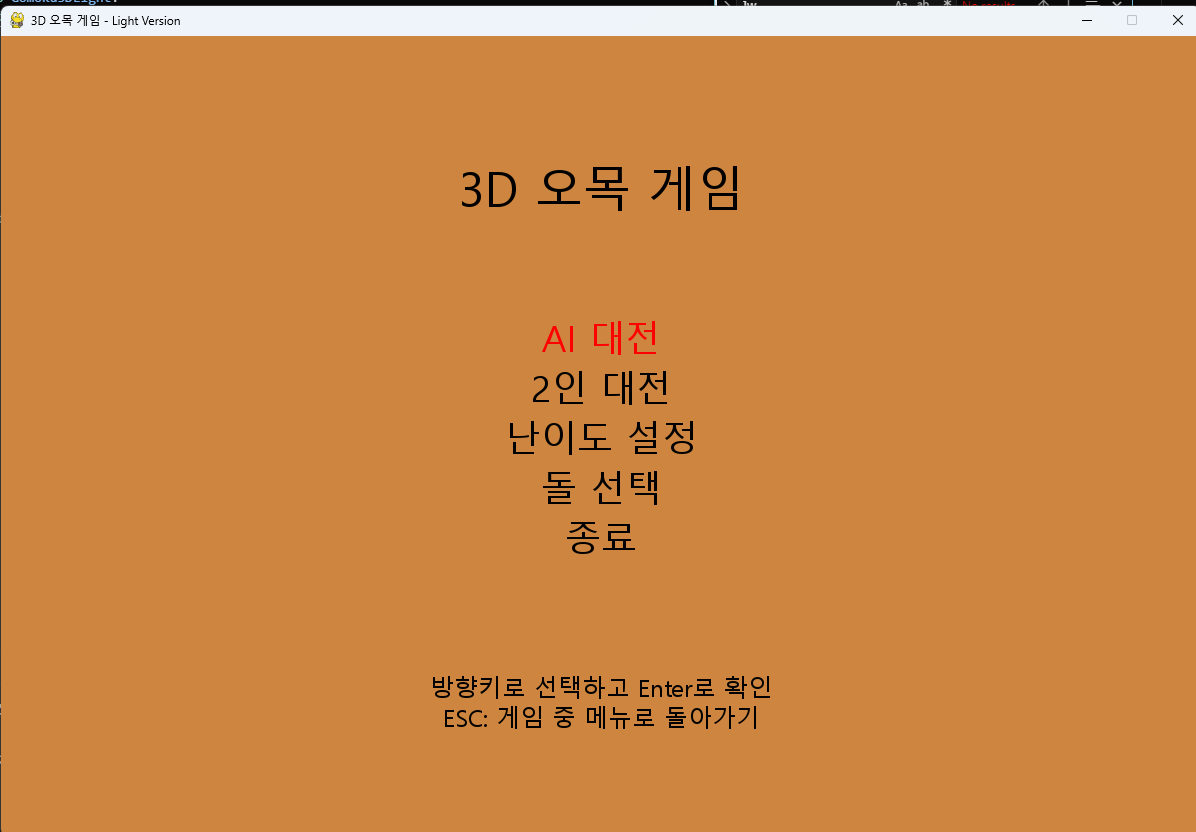 3D 오목 게임 - Light Version
3D 오목 게임
AI 대전
2인 대전
난이도 설정
돌 선택
종료
방향키로 선택하고 Enter로 확인
ESC: 게임 중 메뉴로 돌아가기